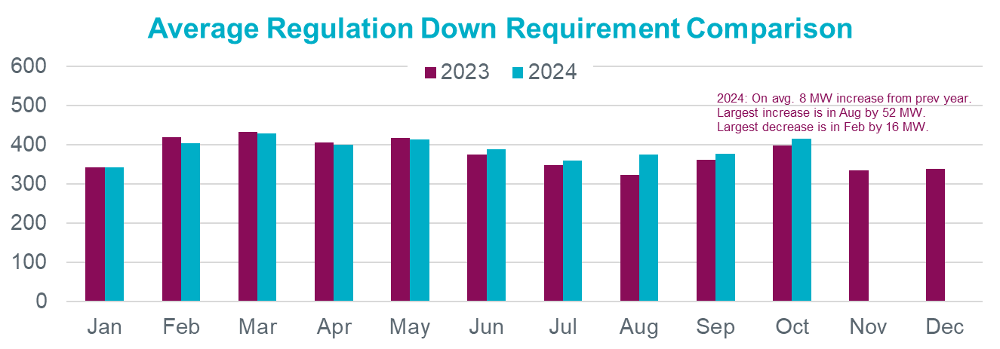 Average Regulation Down Requirement Comparison
600
2023 2024
500
2024: On avg. 8 MW increase from prev year.
Largest increase is in Aug by 52 MW.
Largest decrease is in Feb by 16 MW.
400
300
200
100
0
Jan Feb Mar Apr May Jun Jul Aug Sep Oct Nov Dec